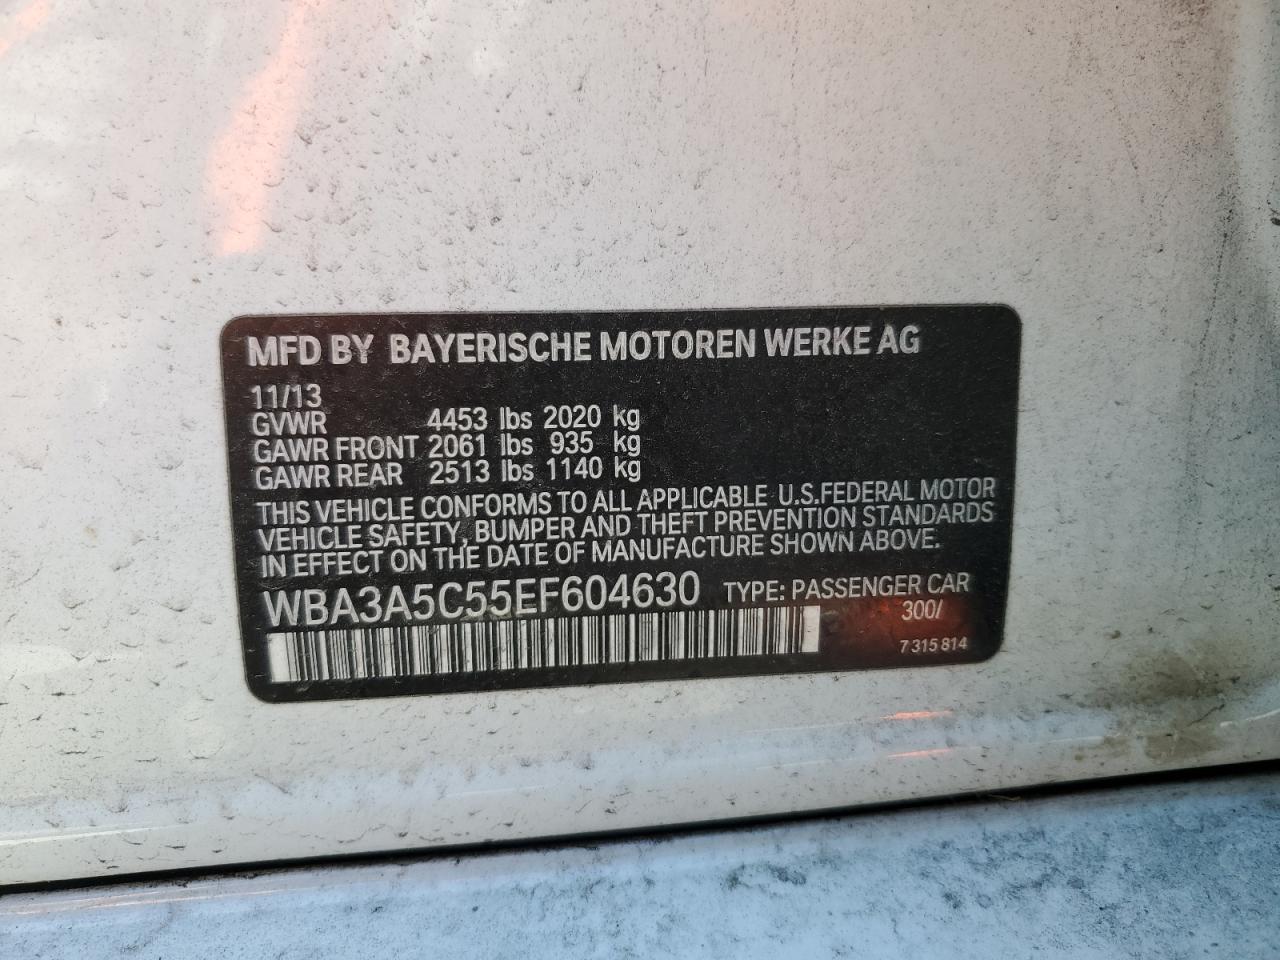 MFD BY BAYERISCHE MOTOREN WERKE AG
11/13
GVWR 4453 lbs 2020 kg
GAWR FRONT 2061 lbs 935 kg
GAWR REAR 2513 lbs 1140 kg
THIS VEHICLE CONFORMS TO ALL APPLICABLE U.S.FEDERAL MOTOR
VEHICLE SAFETY, BUMPER AND THEFT PREVENTION STANDARDS
IN EFFECT ON THE DATE OF MANUFACTURE SHOWN ABOVE.
WBA3A5C55EF604630 TYPE: PASSENGER CAR
300/
7 315 814